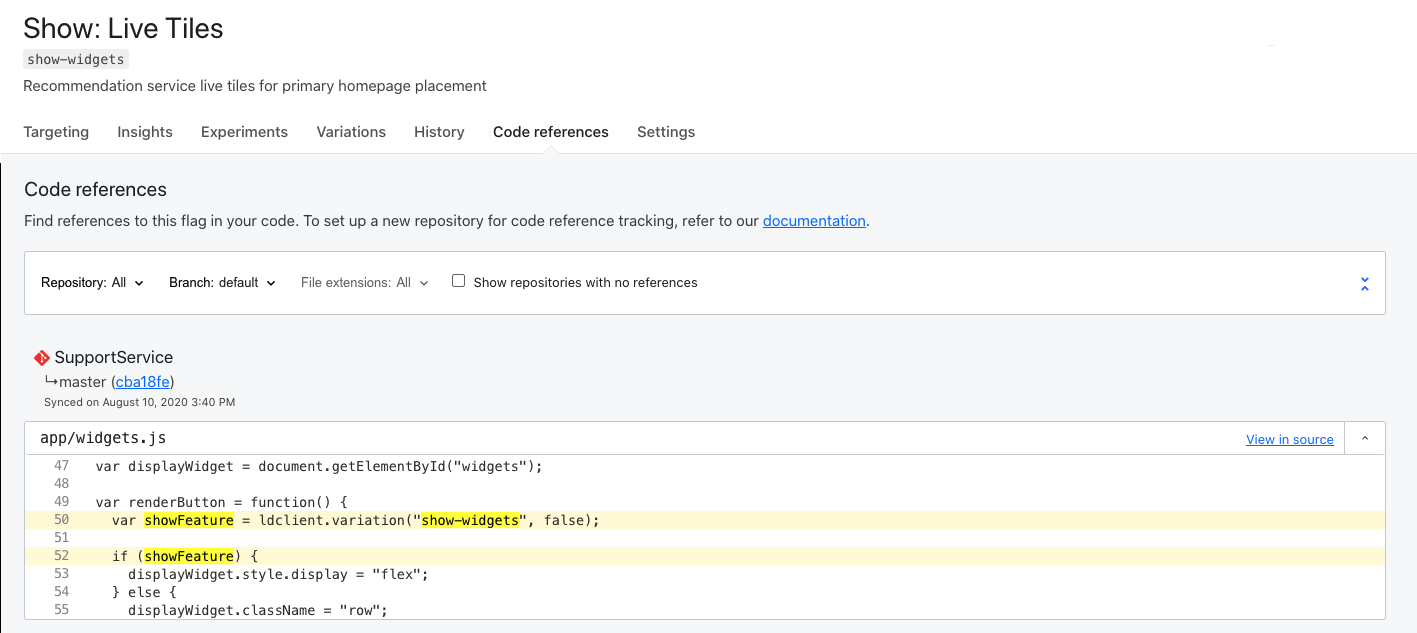 Show: Live Tiles
show-widgets
Recommendation service live tiles for primary homepage placement
Targeting Insights Experiments Variations History Code references Settings
Code references
Find references to this flag in your code. To set up a new repository for code reference tracking, refer to our documentation.
Repository: All Branch: default File extensions: All Show repositories with no references
SupportService
↳master (cba18fe)
Synced on August 10, 2020 3:40 PM
app/widgets.js View in source
47 var displayWidget = document.getElementById("widgets");
48
49 var renderButton = function() {
50 var showFeature = ldclient.variation("show-widgets", false);
51
52 if (showFeature) {
53 displayWidget.style.display = "flex";
54 } else {
55 displayWidget.className = "row";